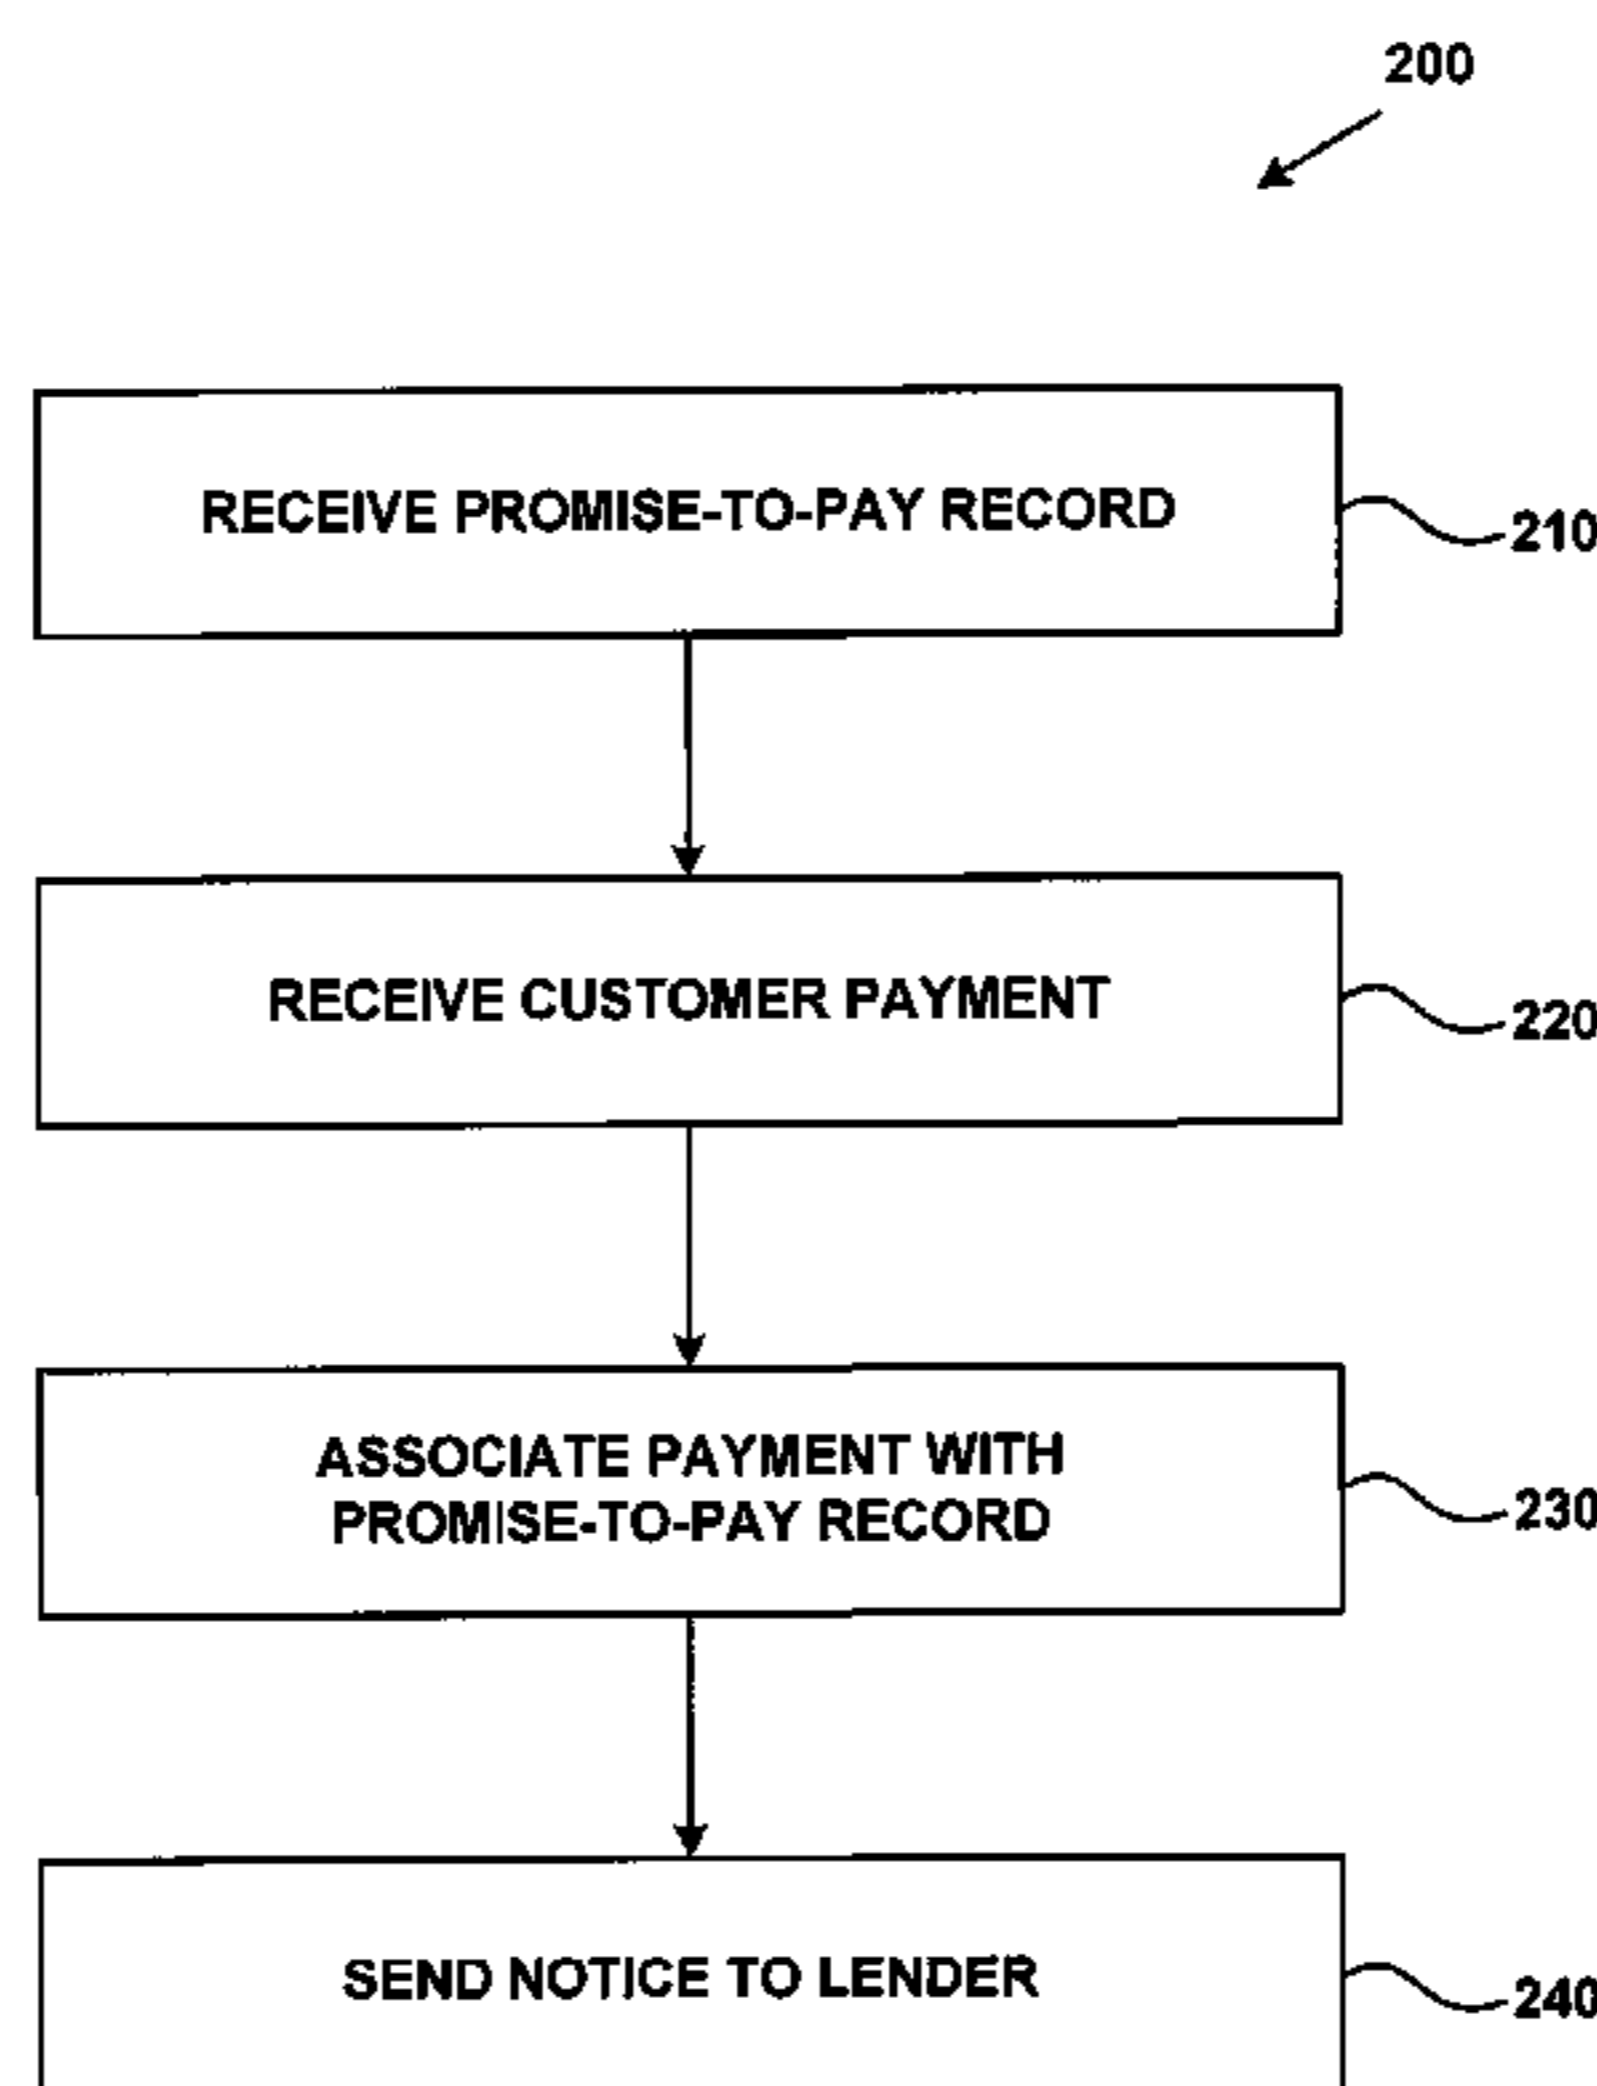 200
RECEIVE PROMISE-TO-PAY RECORD
210
RECEIVE CUSTOMER PAYMENT
220
ASSOCIATE PAYMENT WITH
PROMISE-TO-PAY RECORD
230
SEND NOTICE TO LENDER
240